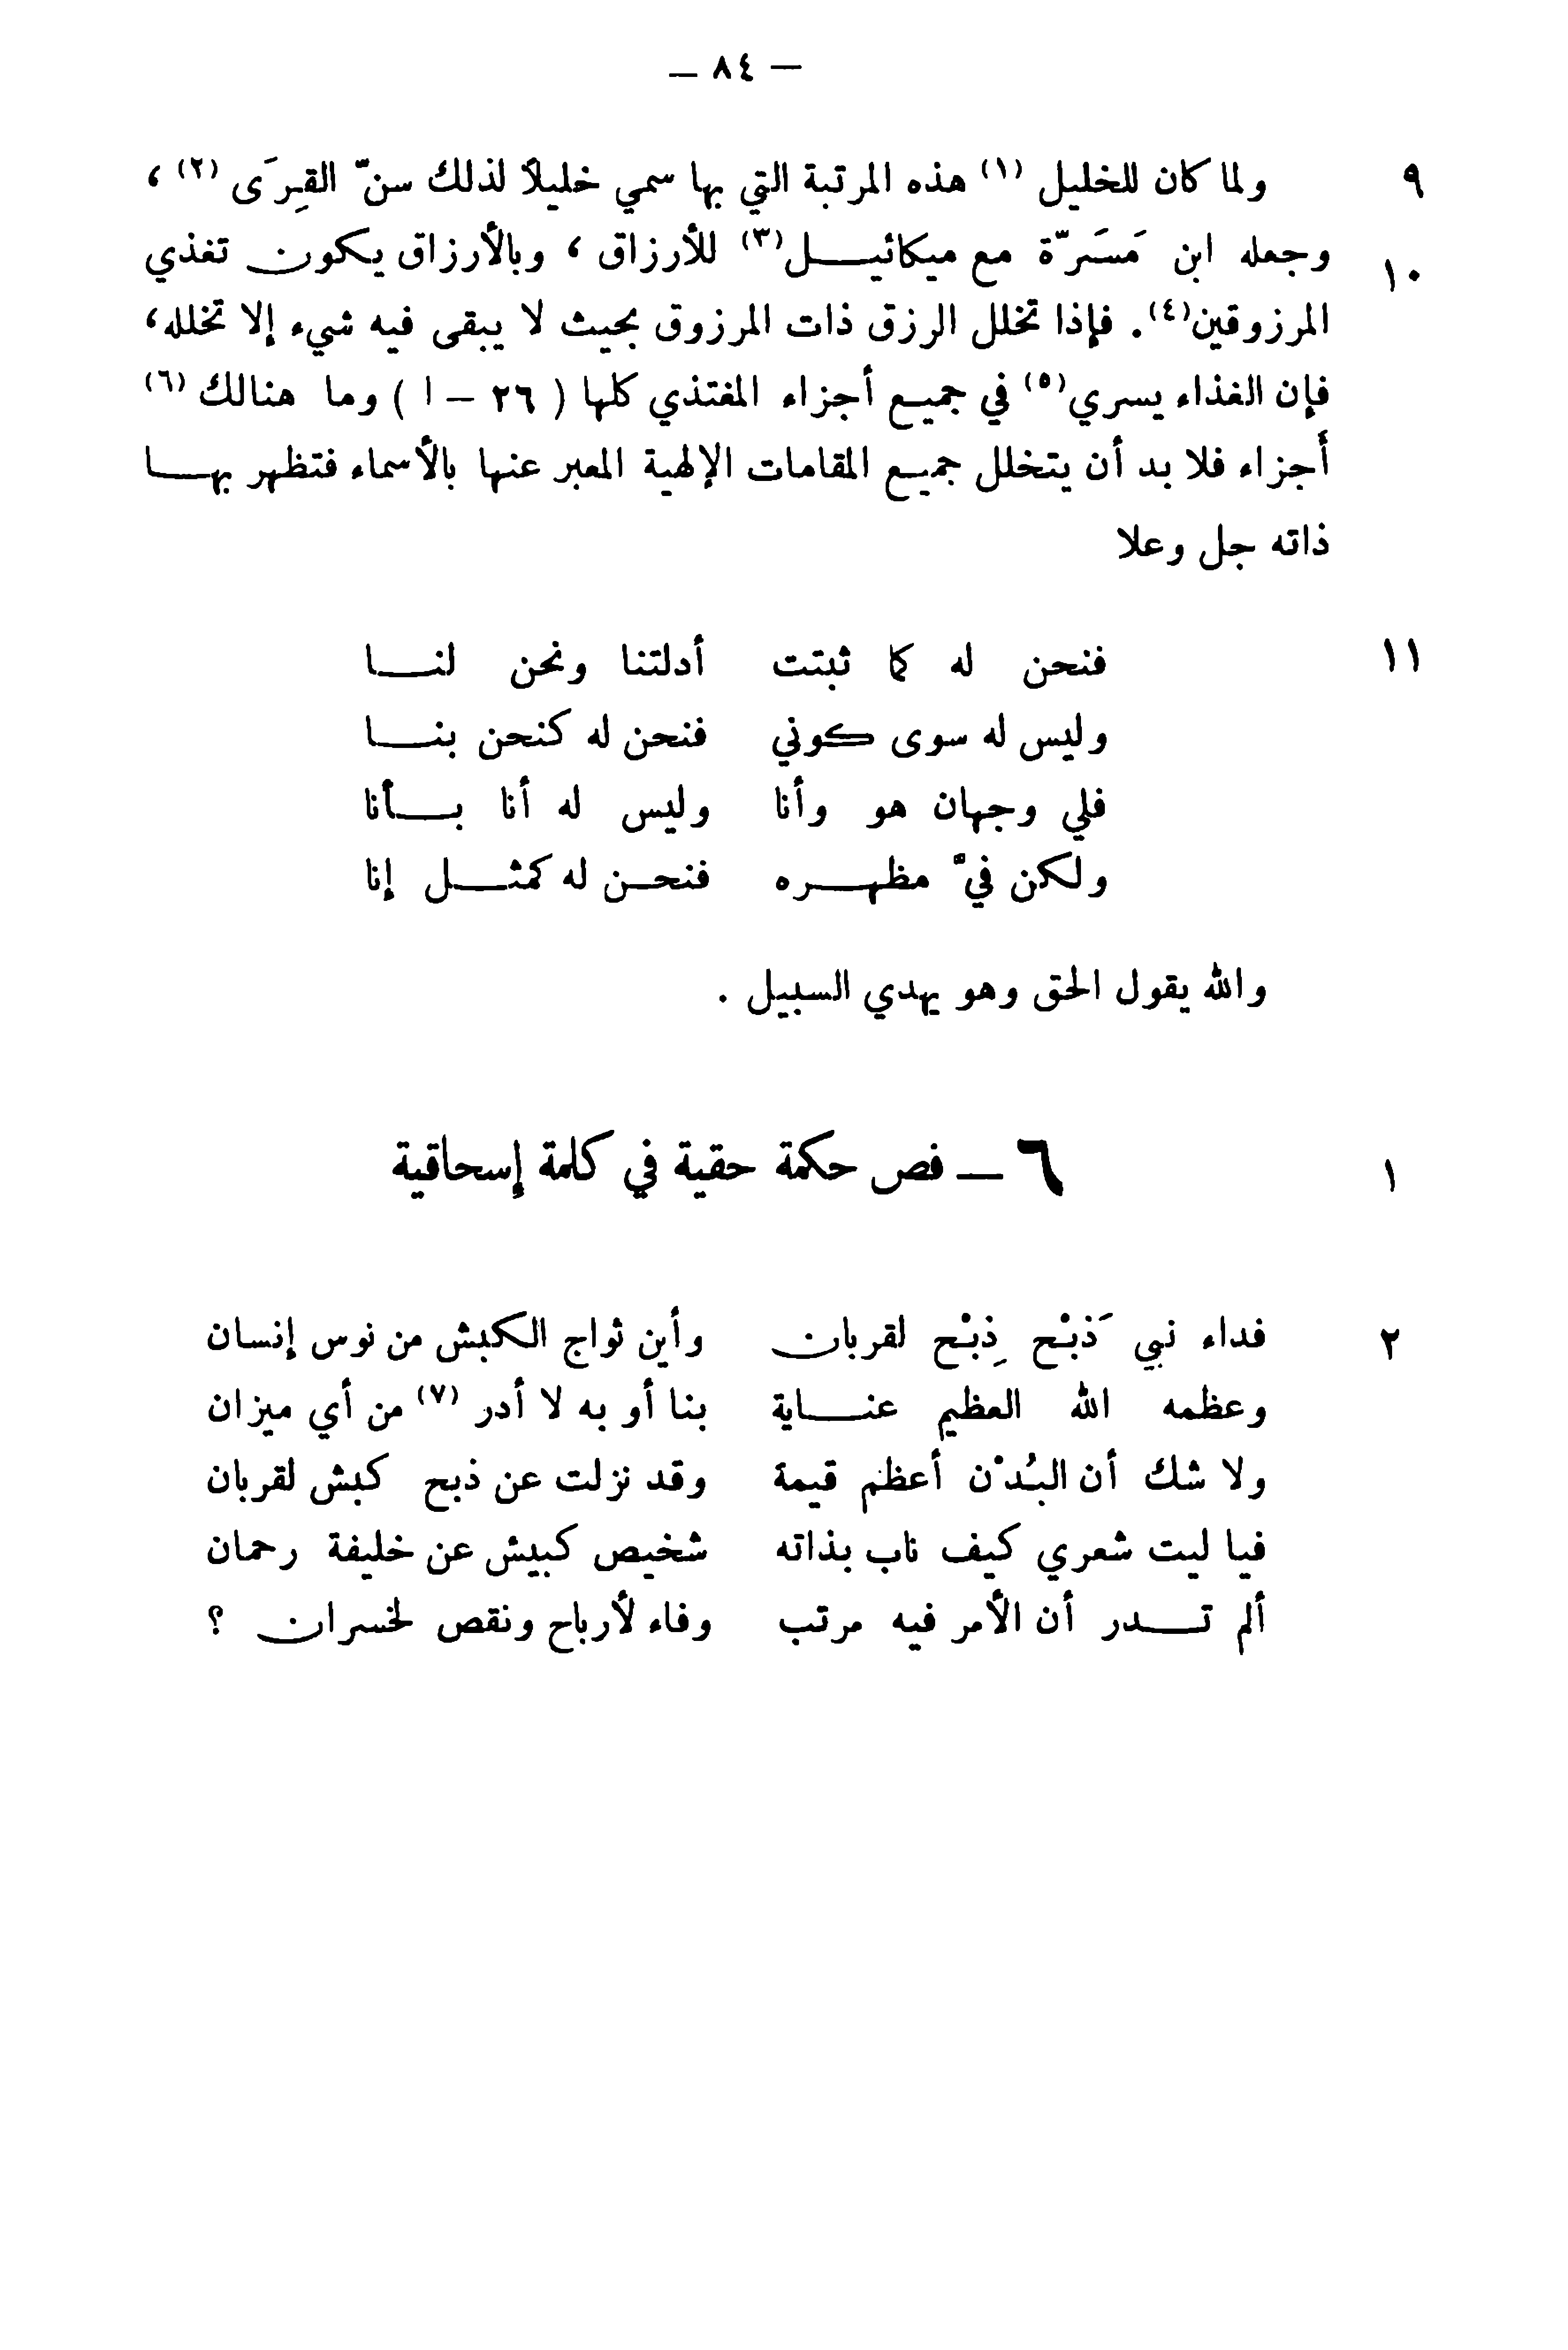 — ٨٤ —
٩ ولما كان للخليل (١) هذه المرتبة التي بها سمي خليلاً لذلك سنّ القِرَى (٢) ،
١٠ وجعله ابن مَسَرّة مع ميكائيل(٣) للأرزاق ، وبالأرزاق يكون تغذي
المرزوقين(٤). فإذا تخلل الرزق ذات المرزوق بحيث لا يبقى فيه شيء إلا تخلله،
فإن الغذاء يسري(٥) في جميع أجزاء المغتذي كلها ( ٢٦ – ا ) وما هنالك (٦)
أجزاء فلا بد أن يتخلل جميع المقامات الإلهية المعبر عنها بالأسماء فتظهر بها
ذاته جل وعلا
١١ فنحن له كما ثبتت أدلتنا ونحن لنا
وليس له سوى كوني فنحن له كنحن بنا
فلي وجهان هو وأنا وليس له أنا بأنا
ولكن فيَّ مظهره فنحن له كمثل إنا
والله يقول الحق وهو يهدي السبيل .
١ ٦ — فص حكمة حقية في كلمة إسحاقية
٢ فداء نبي ذَبْح ذِبْح لقربان وأين ثواج الكبش من نوس إنسان
وعظمه الله العظيم عناية بنا أو به لا أدر (٧) من أي ميزان
ولا شك أن البُدْن أعظم قيمة وقد نزلت عن ذبح كبش لقربان
فيا ليت شعري كيف ناب بذاته شخيص كبيش عن خليفة رحمان
ألم تدر أن الأمر فيه مرتب وفاء لأرباح ونقص لخسران ؟